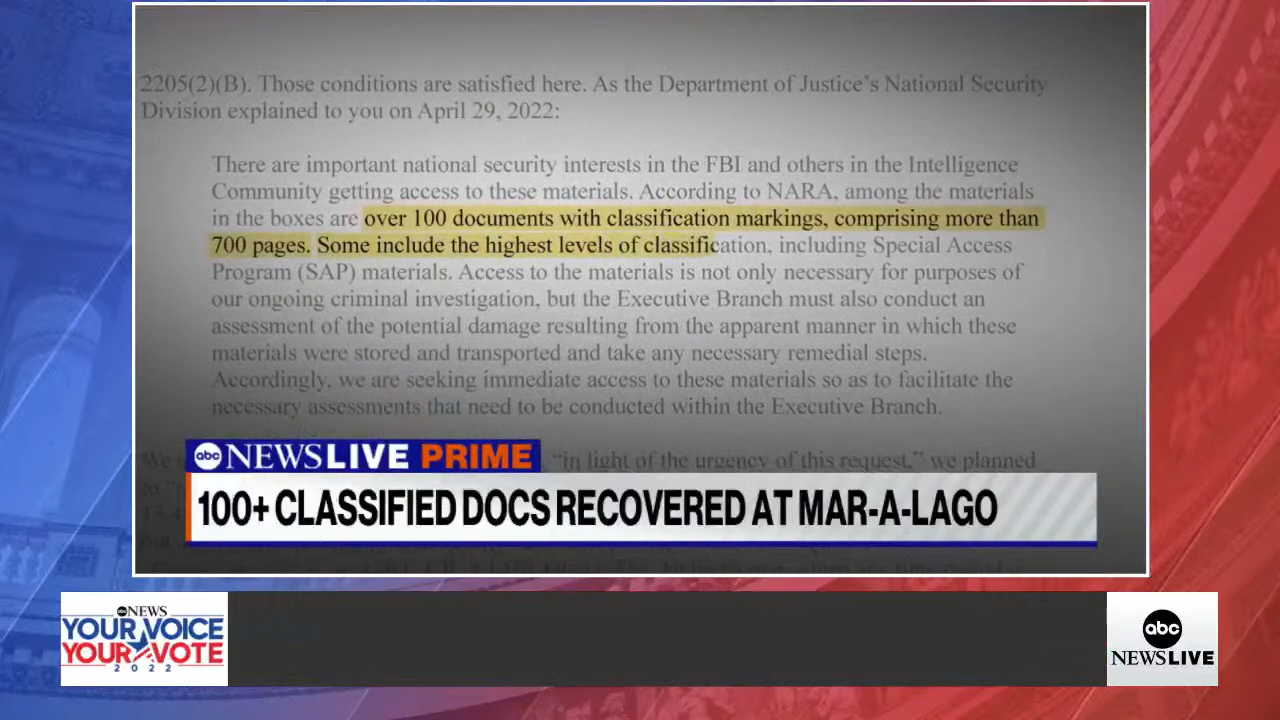 2205(2)(B). Those conditions are satisfied here. As the Department of Justice's National Security
Division explained to you on April 29, 2022:
There are important national security interests in the FBI and others in the Intelligence
Community getting access to these materials. According to NARA, among the materials
in the boxes are over 100 documents with classification markings, comprising more than
700 pages. Some include the highest levels of classification, including Special Access
Program (SAP) materials. Access to the materials is not only necessary for purposes of
our ongoing criminal investigation, but the Executive Branch must also conduct an
assessment of the potential damage resulting from the apparent manner in which these
materials were stored and transported and take any necessary remedial steps.
Accordingly, we are seeking immediate access to these materials so as to facilitate the
necessary assessments that need to be conducted within the Executive Branch.
"in light of the urgency of this request," we planned
abc NEWS LIVE PRIME
100+ CLASSIFIED DOCS RECOVERED AT MAR-A-LAGO
abc NEWS
YOUR VOICE
YOUR VOTE
2022
abc
NEWS LIVE